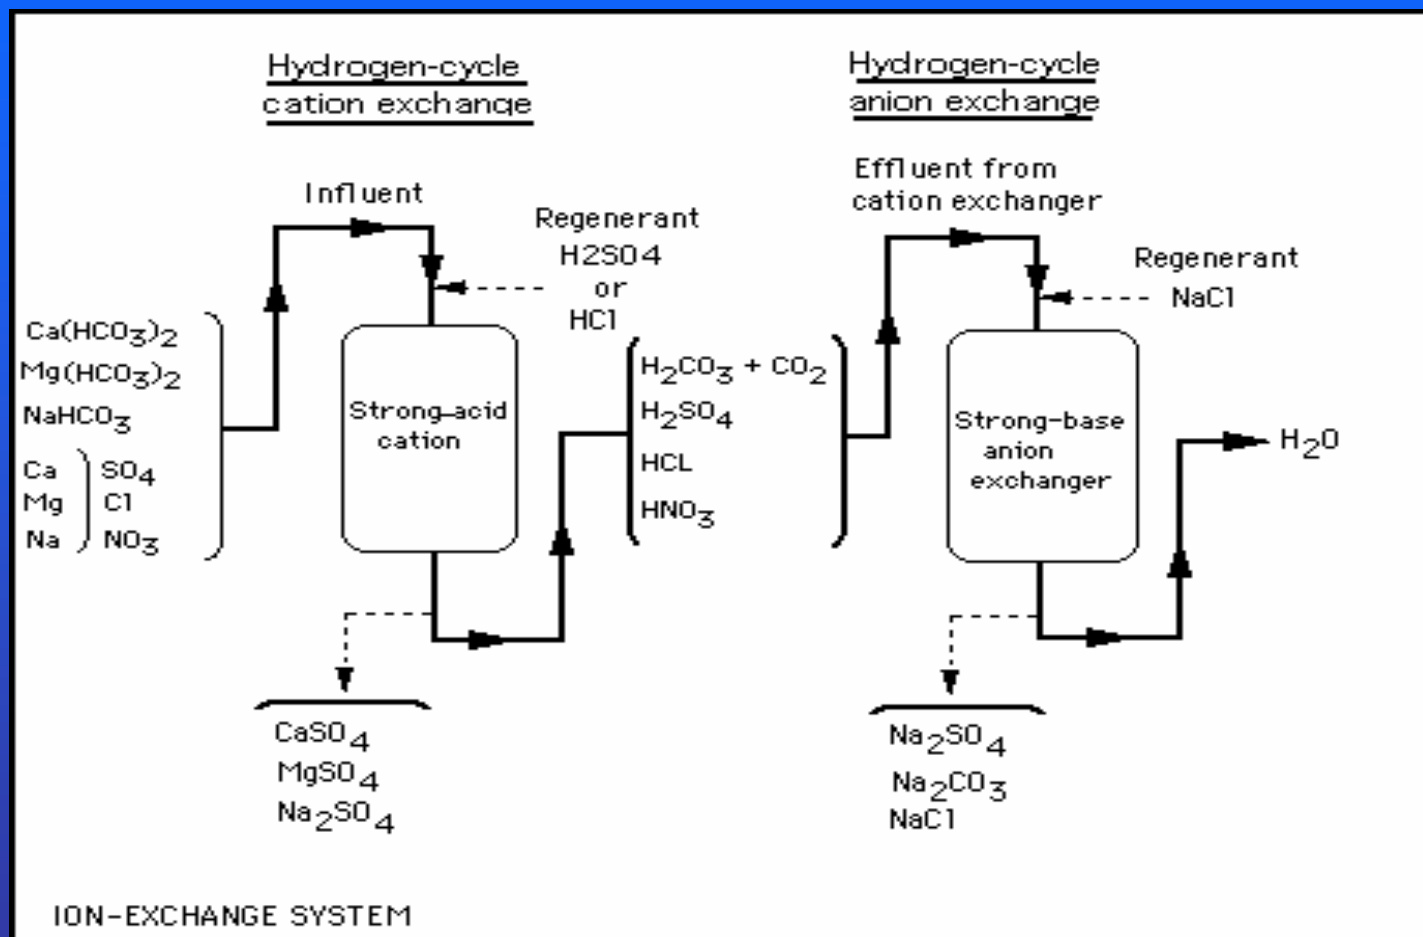 Hydrogen-cycle
cation exchange
Influent
Regenerant
H2SO4
or
HCl
Ca(HCO3)2
Mg(HCO3)2
NaHCO3
Ca SO4
Mg Cl
Na NO3
Strong-acid
cation
CaSO4
MgSO4
Na2SO4
H2CO3 + CO2
H2SO4
HCL
HNO3
Hydrogen-cycle
anion exchange
Effluent from
cation exchanger
Regenerant
NaCl
Strong-base
anion
exchanger
H2O
Na2SO4
Na2CO3
NaCl
ION-EXCHANGE SYSTEM